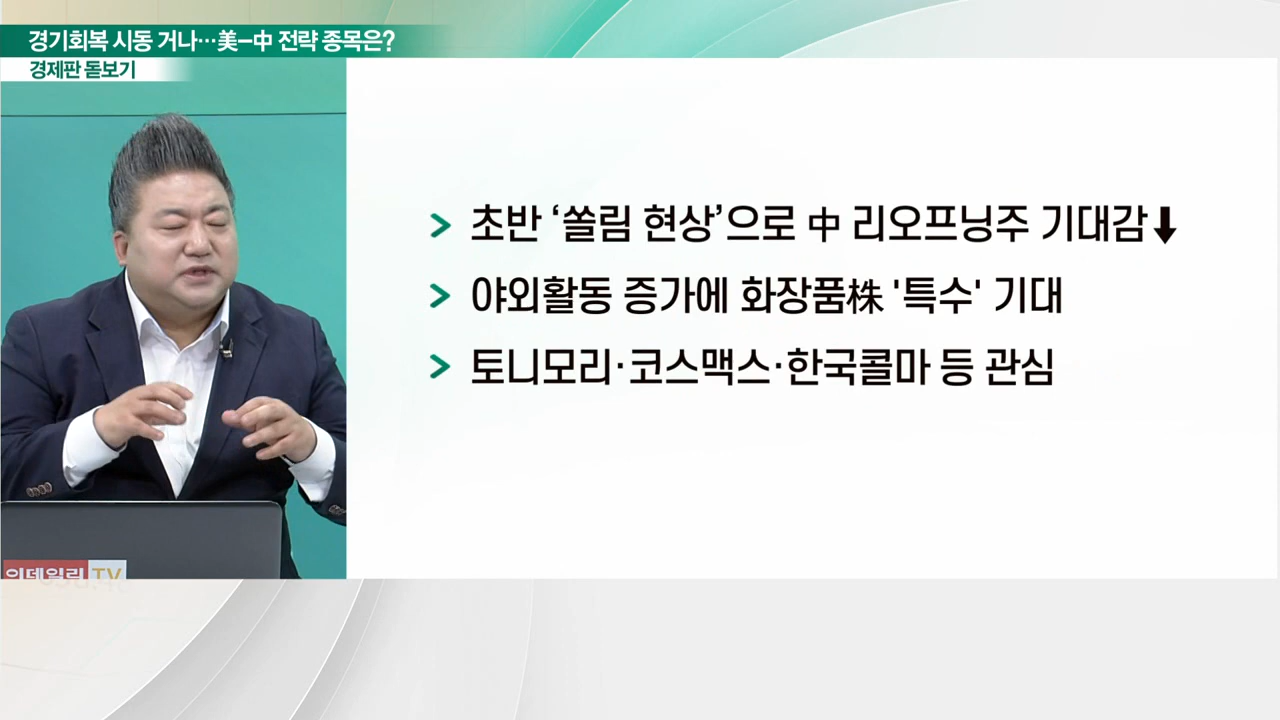 경기회복 시동 거나…美-中 전략 종목은?
경제판 돋보기
> 초반 ‘쏠림 현상’으로 中 리오프닝주 기대감⬇
> 야외활동 증가에 화장품株 '특수' 기대
> 토니모리·코스맥스·한국콜마 등 관심
이데일리TV